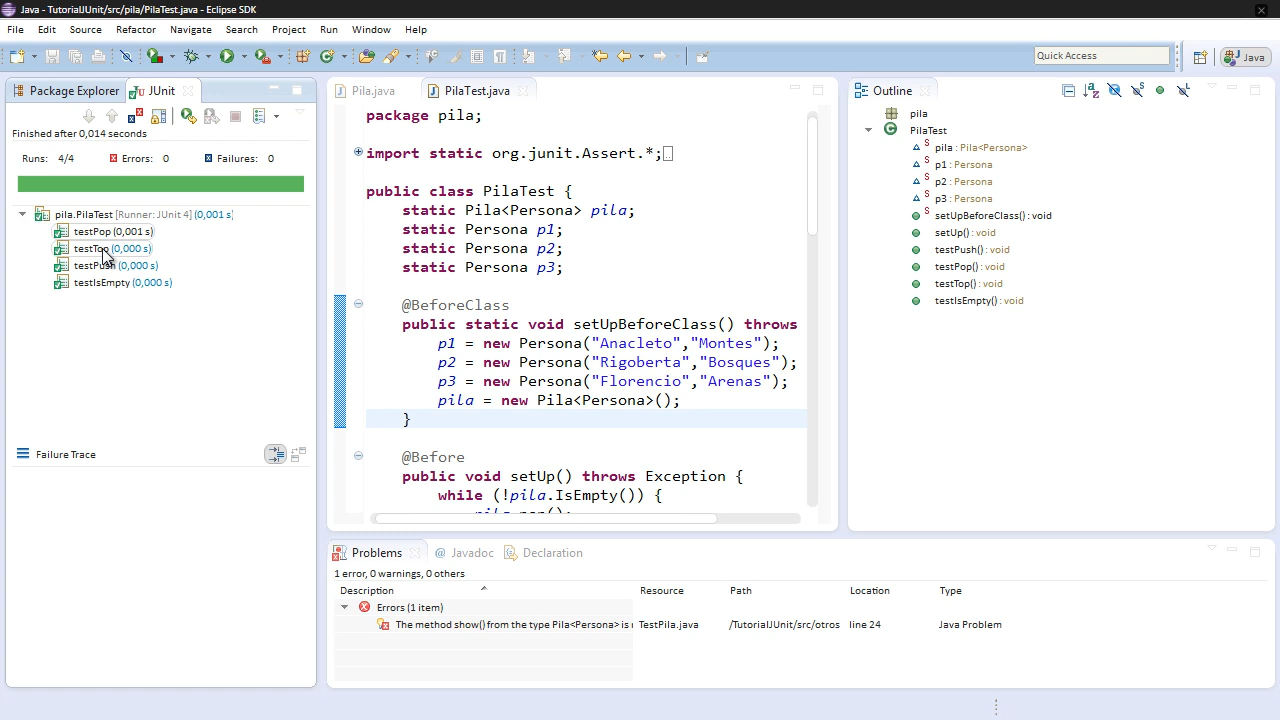 Java - TutorialJUnit/src/pila/PilaTest.java - Eclipse SDK
File Edit Source Refactor Navigate Search Project Run Window Help
Quick Access
Java
Package Explorer
JUnit
Finished after 0,014 seconds
Runs: 4/4 Errors: 0 Failures: 0
pila.PilaTest [Runner: JUnit 4] (0,001 s)
testPop (0,001 s)
testTop (0,000 s)
testPush (0,000 s)
testIsEmpty (0,000 s)
Failure Trace
Pila.java
PilaTest.java
package pila;
import static org.junit.Assert.*;
public class PilaTest {
static Pila<Persona> pila;
static Persona p1;
static Persona p2;
static Persona p3;
@BeforeClass
public static void setUpBeforeClass() throws
p1 = new Persona("Anacleto","Montes");
p2 = new Persona("Rigoberta","Bosques");
p3 = new Persona("Florencio","Arenas");
pila = new Pila<Persona>();
}
@Before
public void setUp() throws Exception {
while (!pila.IsEmpty()) {
pila.pop();
Outline
pila
PilaTest
pila : Pila<Persona>
p1 : Persona
p2 : Persona
p3 : Persona
setUpBeforeClass() : void
setUp() : void
testPush() : void
testPop() : void
testTop() : void
testIsEmpty() : void
Problems
@ Javadoc
Declaration
1 error, 0 warnings, 0 others
Description Resource Path Location Type
Errors (1 item)
The method show() from the type Pila<Persona> is TestPila.java /TutorialJUnit/src/otros line 24 Java Problem